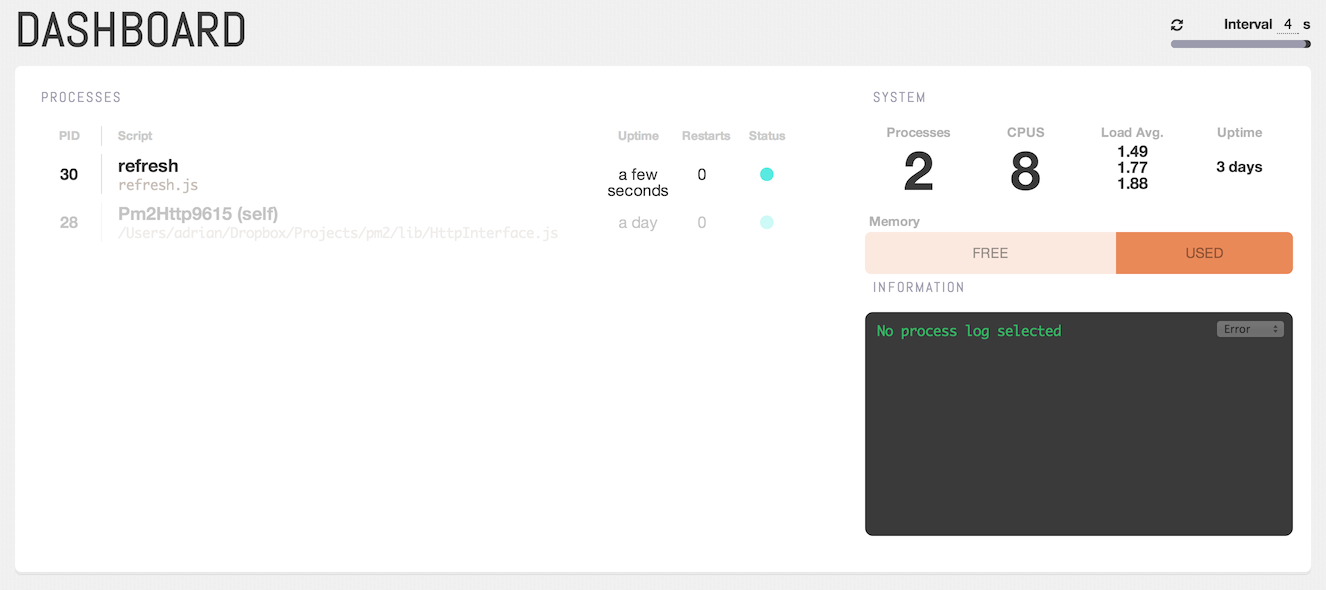 DASHBOARD
Interval 4 s
PROCESSES
PID Script Uptime Restarts Status
30 refresh a few seconds 0
refresh.js
28 Pm2Http9615 (self) a day 0
/Users/adrian/Dropbox/Projects/pm2/lib/HttpInterface.js
SYSTEM
Processes CPUS Load Avg. Uptime
2 8 1.49 3 days
1.77
1.88
Memory
FREE USED
INFORMATION
No process log selected Error